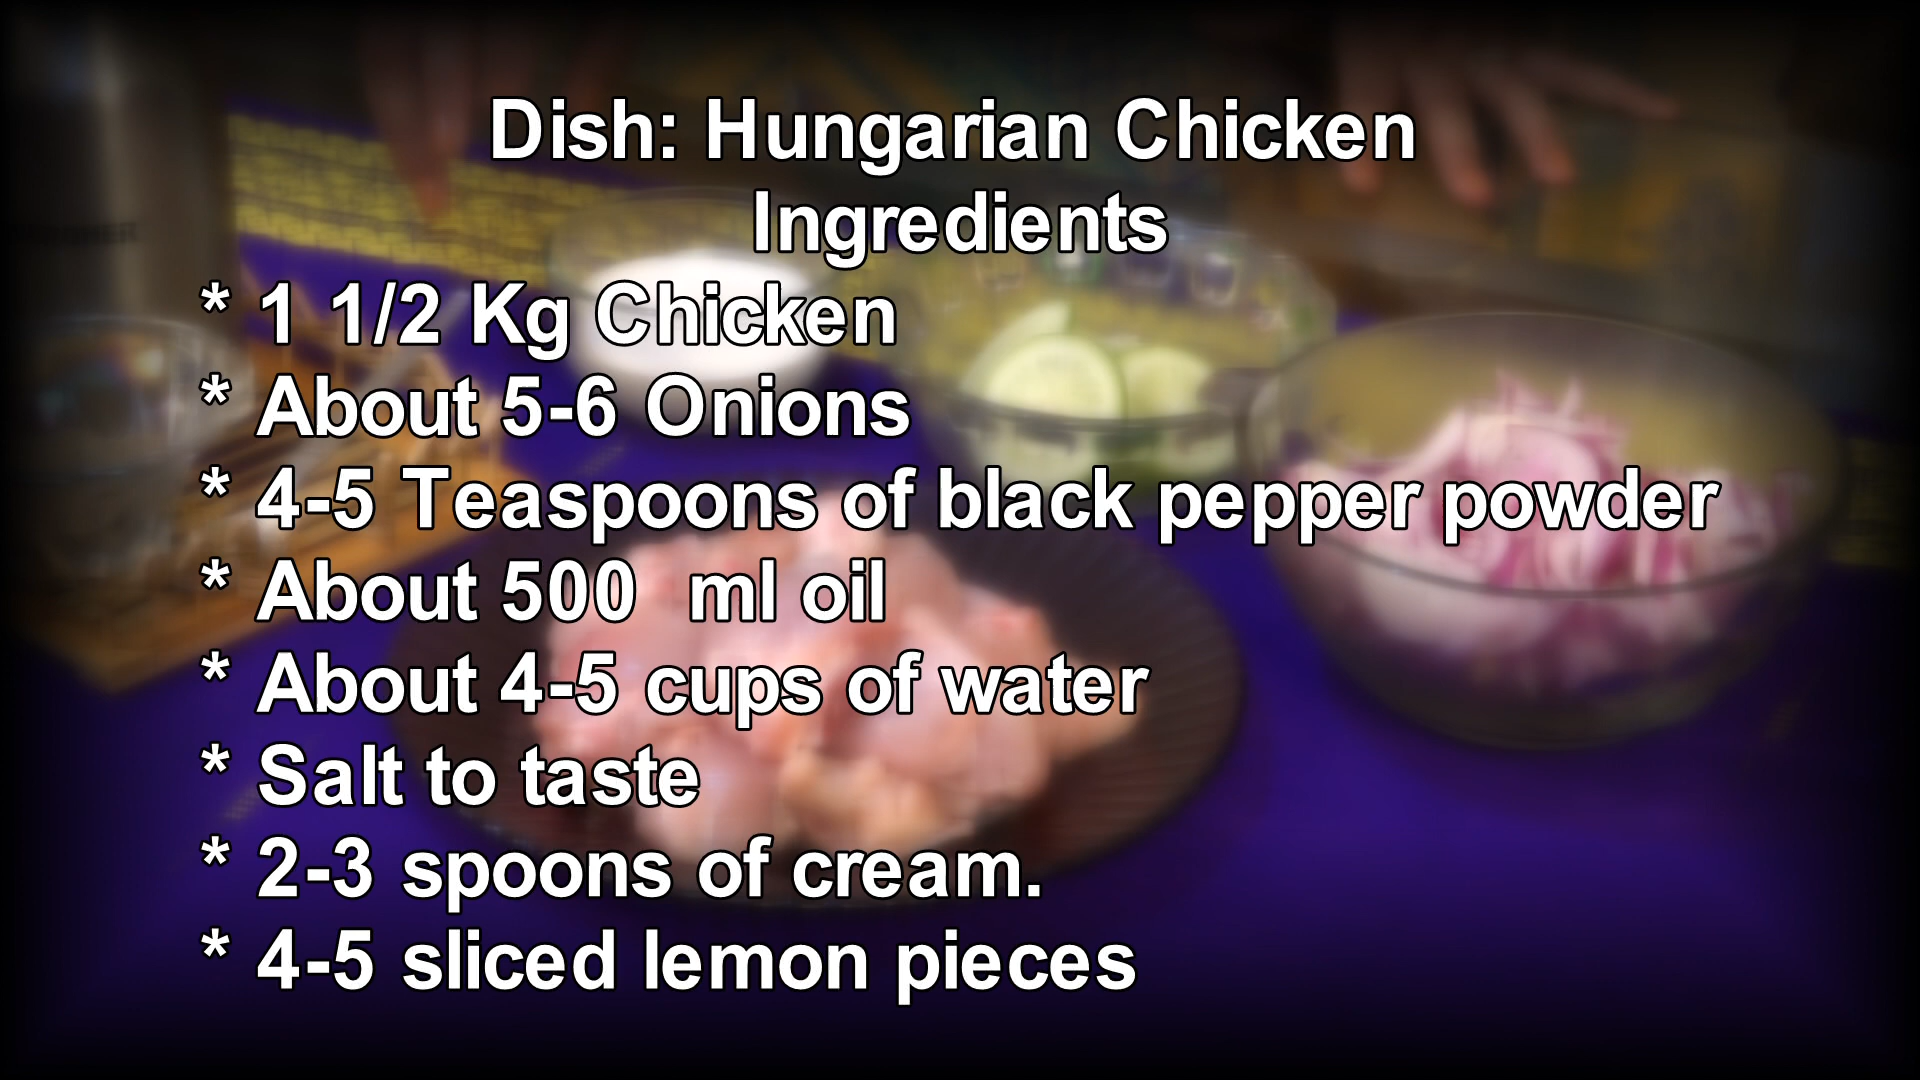 Dish: Hungarian Chicken
Ingredients
* 1 1/2 Kg Chicken
* About 5-6 Onions
* 4-5 Teaspoons of black pepper powder
* About 500 ml oil
* About 4-5 cups of water
* Salt to taste
* 2-3 spoons of cream.
* 4-5 sliced lemon pieces